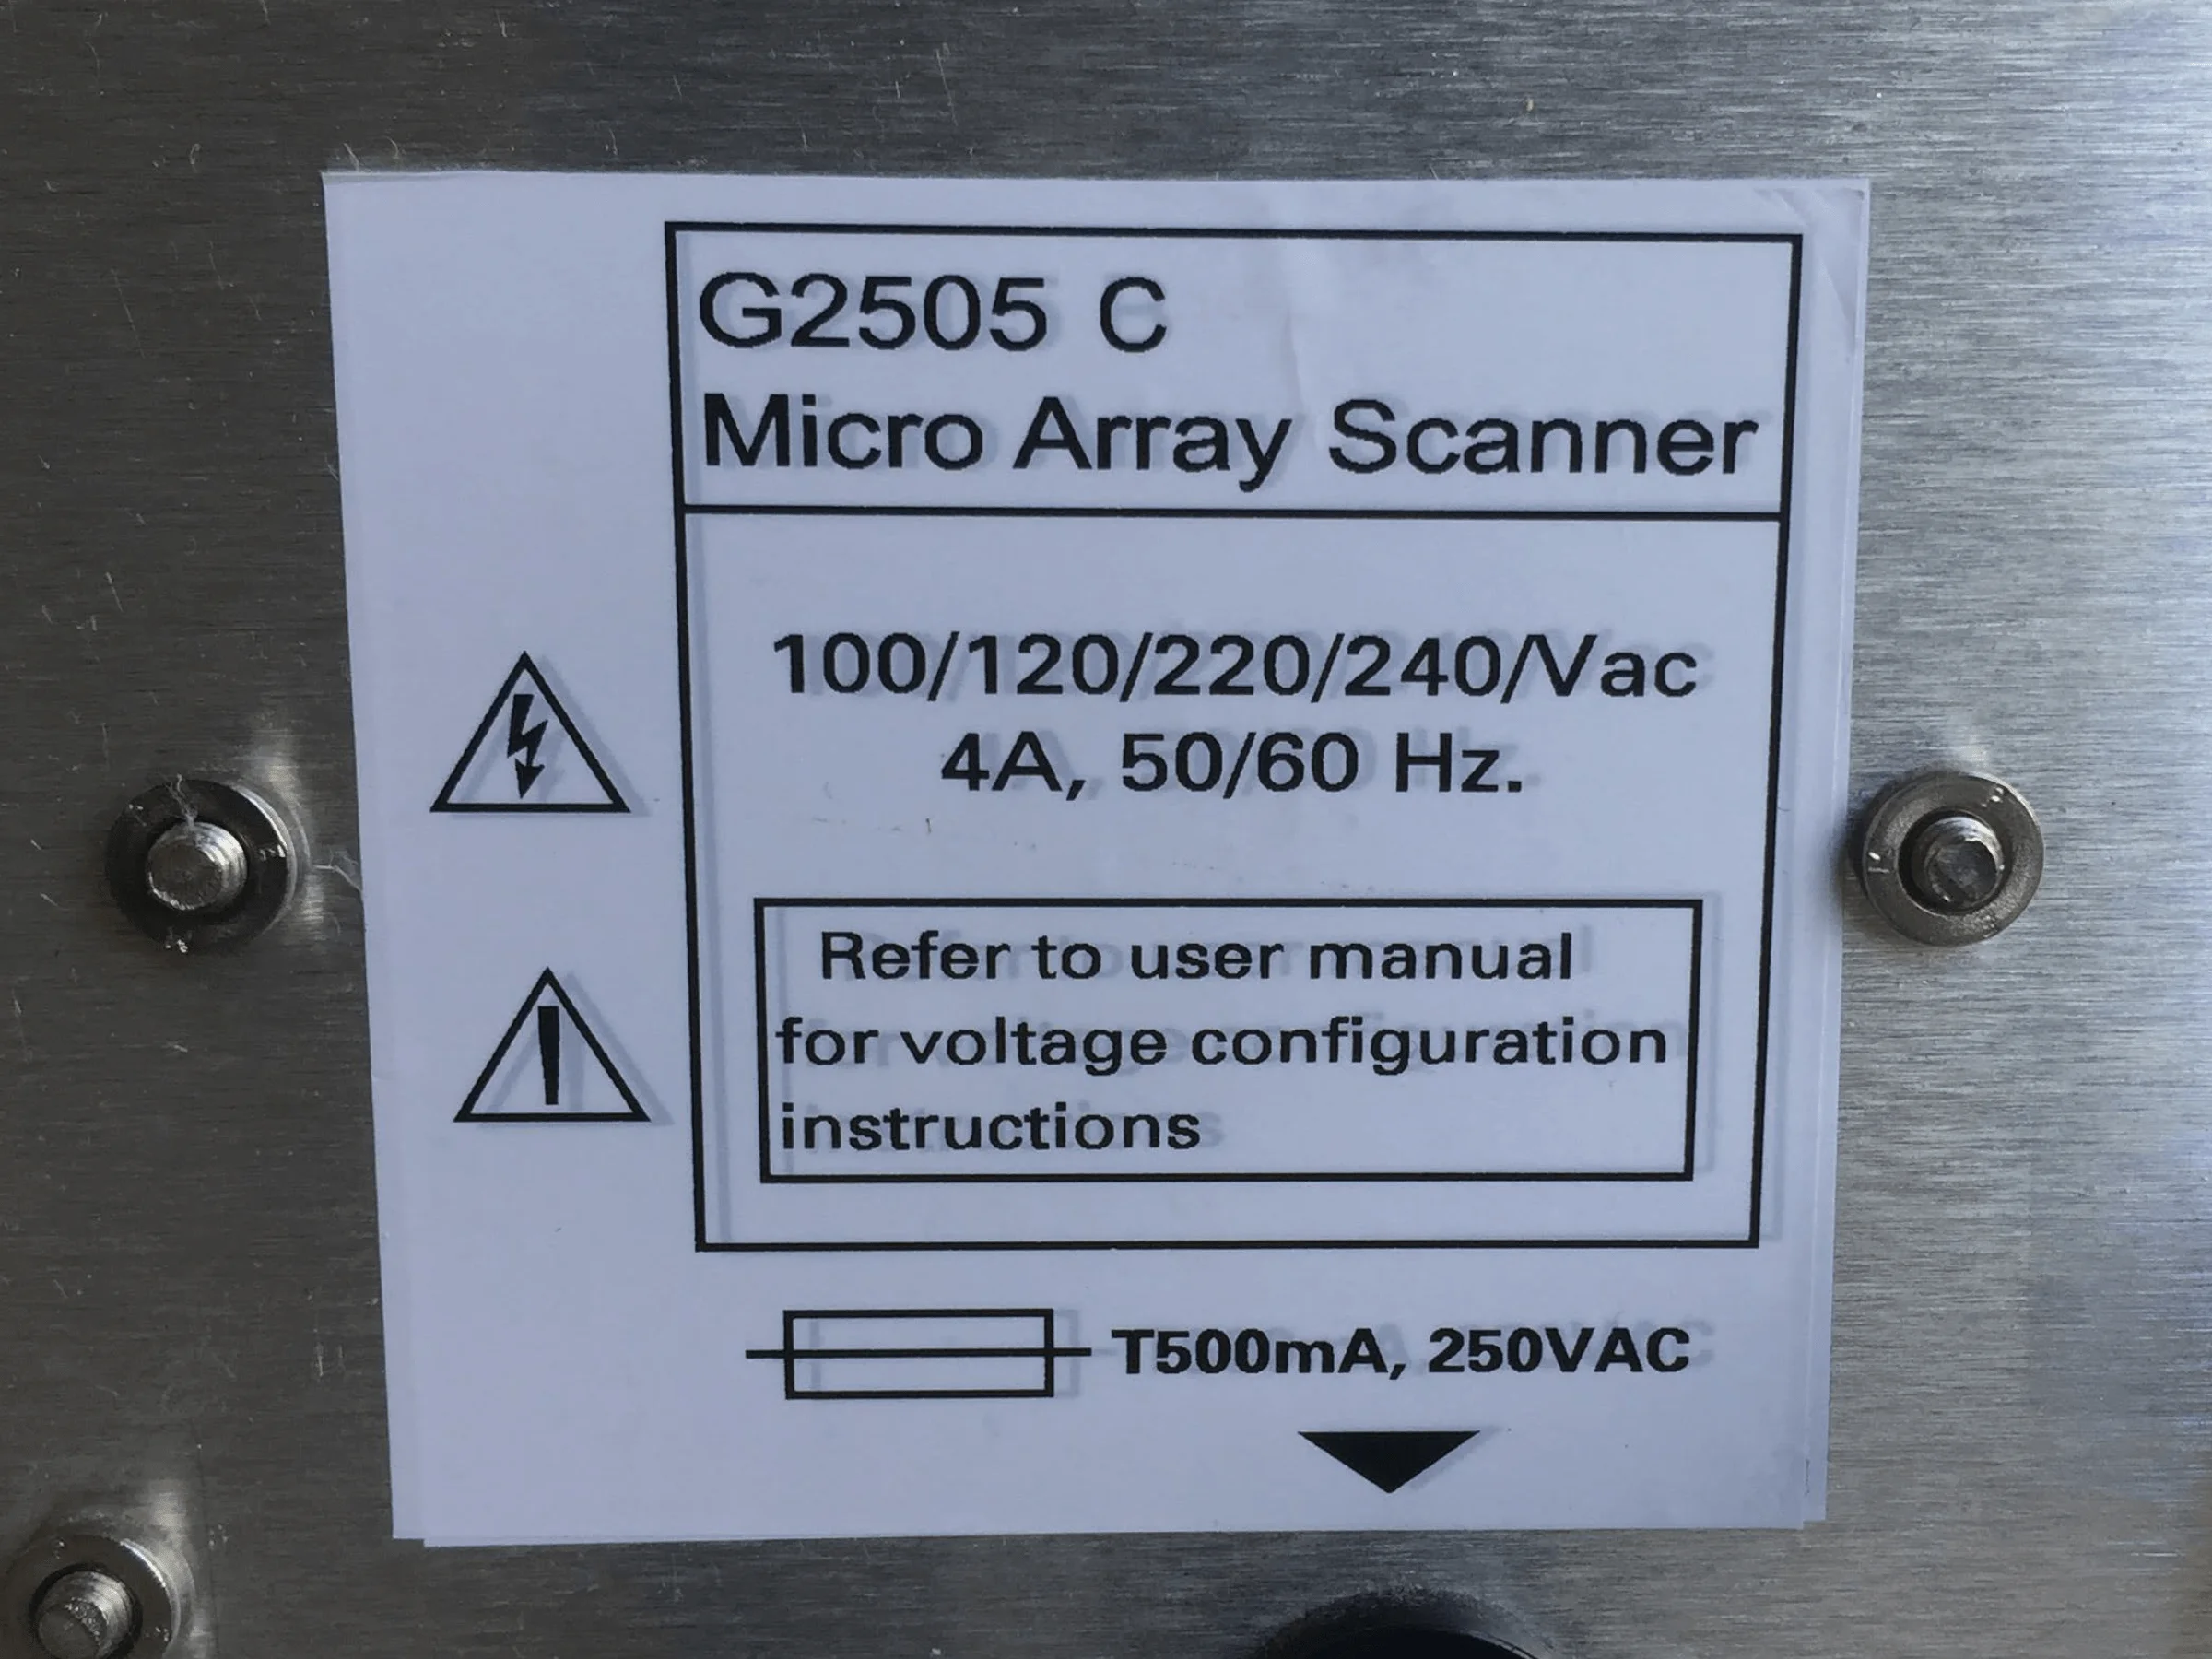 G2505 C
Micro Array Scanner
100/120/220/240/Vac
4A, 50/60 Hz.
Refer to user manual
for voltage configuration
instructions
T500mA, 250VAC